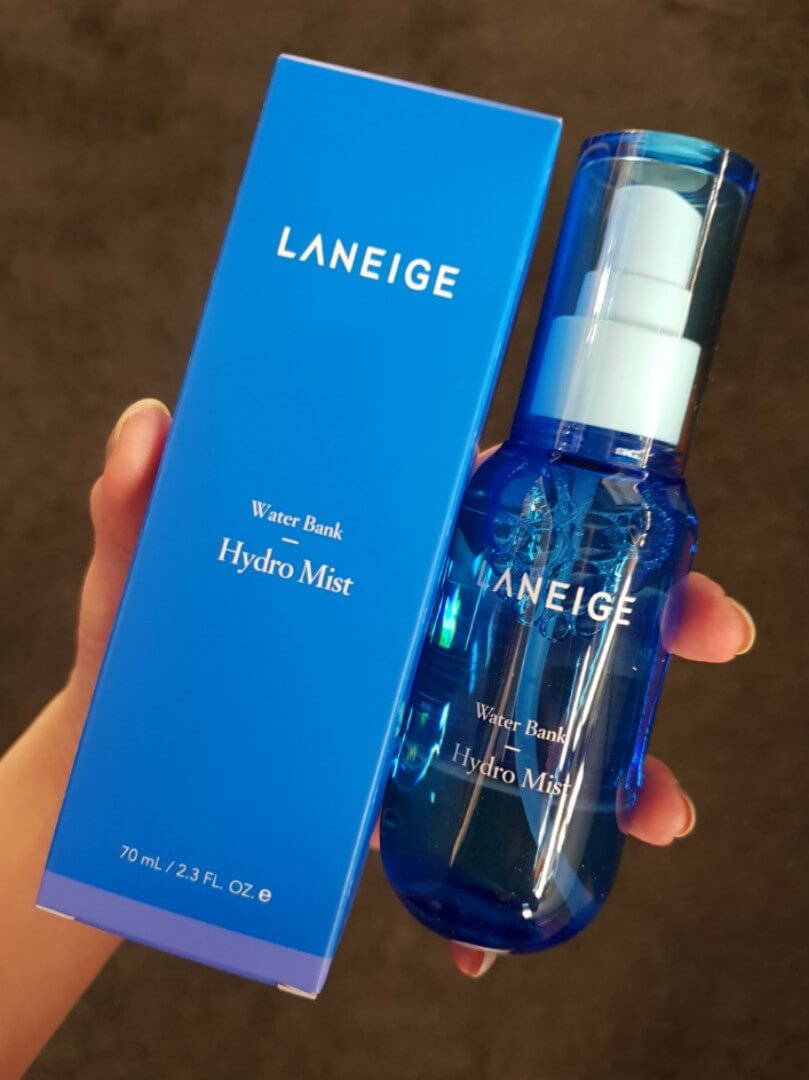 LANEIGE
Water Bank
Hydro Mist
70 mL / 2.3 FL. OZ. e
LANEIGE
Water Bank
Hydro Mist